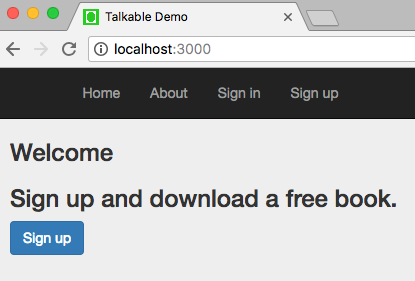 Talkable Demo
localhost:3000
Home About Sign in Sign up
Welcome
Sign up and download a free book.
Sign up